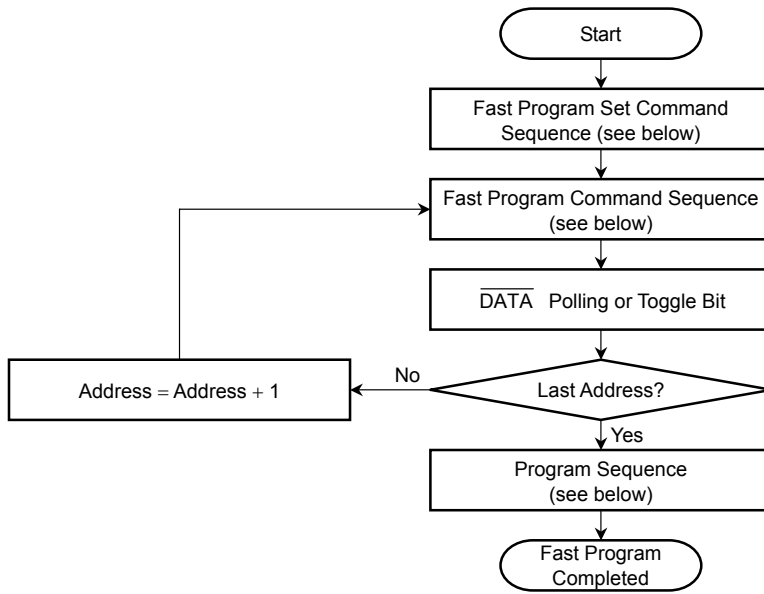 Start
Fast Program Set Command
Sequence (see below)
Fast Program Command Sequence
(see below)
DATA Polling or Toggle Bit
Address = Address + 1
No
Last Address?
Yes
Program Sequence
(see below)
Fast Program
Completed